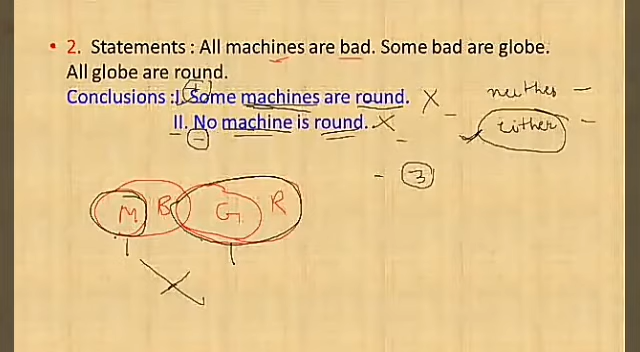 • 2. Statements : All machines are bad. Some bad are globe.
All globe are round.
Conclusions :I. Some machines are round. X neither –
+
II. No machine is round. X – either –
– –
– 3
M B G R
X